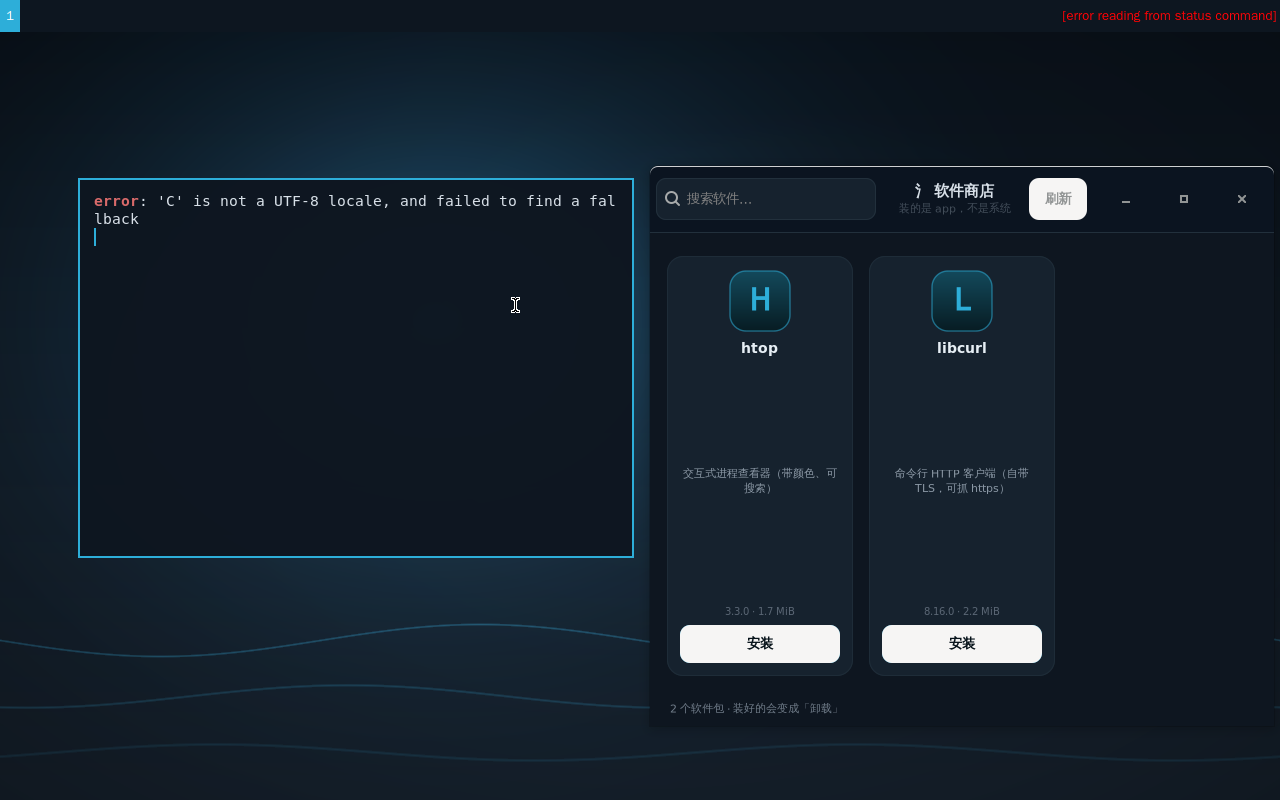 1
[error reading from status command]
error: 'C' is not a UTF-8 locale, and failed to find a fal
lback
搜索软件...
氵 软件商店
装的是 app，不是系统
刷新
H
htop
交互式进程查看器（带颜色、可
搜索）
3.3.0 · 1.7 MiB
安装
L
libcurl
命令行 HTTP 客户端（自带
TLS，可抓 https）
8.16.0 · 2.2 MiB
安装
2 个软件包 · 装好的会变成「卸载」